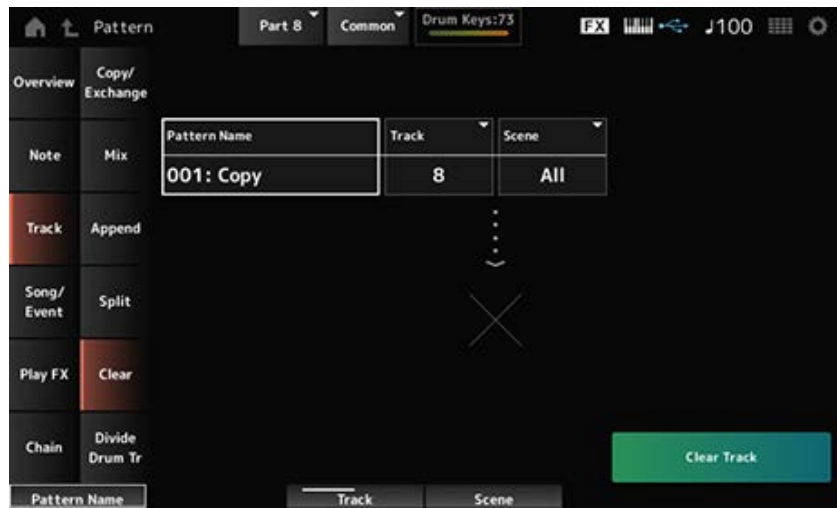 Pattern
Part 8
Common
Drum Keys:73
FX
♩100
Overview
Copy/
Exchange
Note
Mix
Track
Append
Song/
Event
Split
Play FX
Clear
Chain
Divide
Drum Tr
Pattern Name
Track
Scene
001: Copy
8
All
Clear Track
Pattern Name
Track
Scene